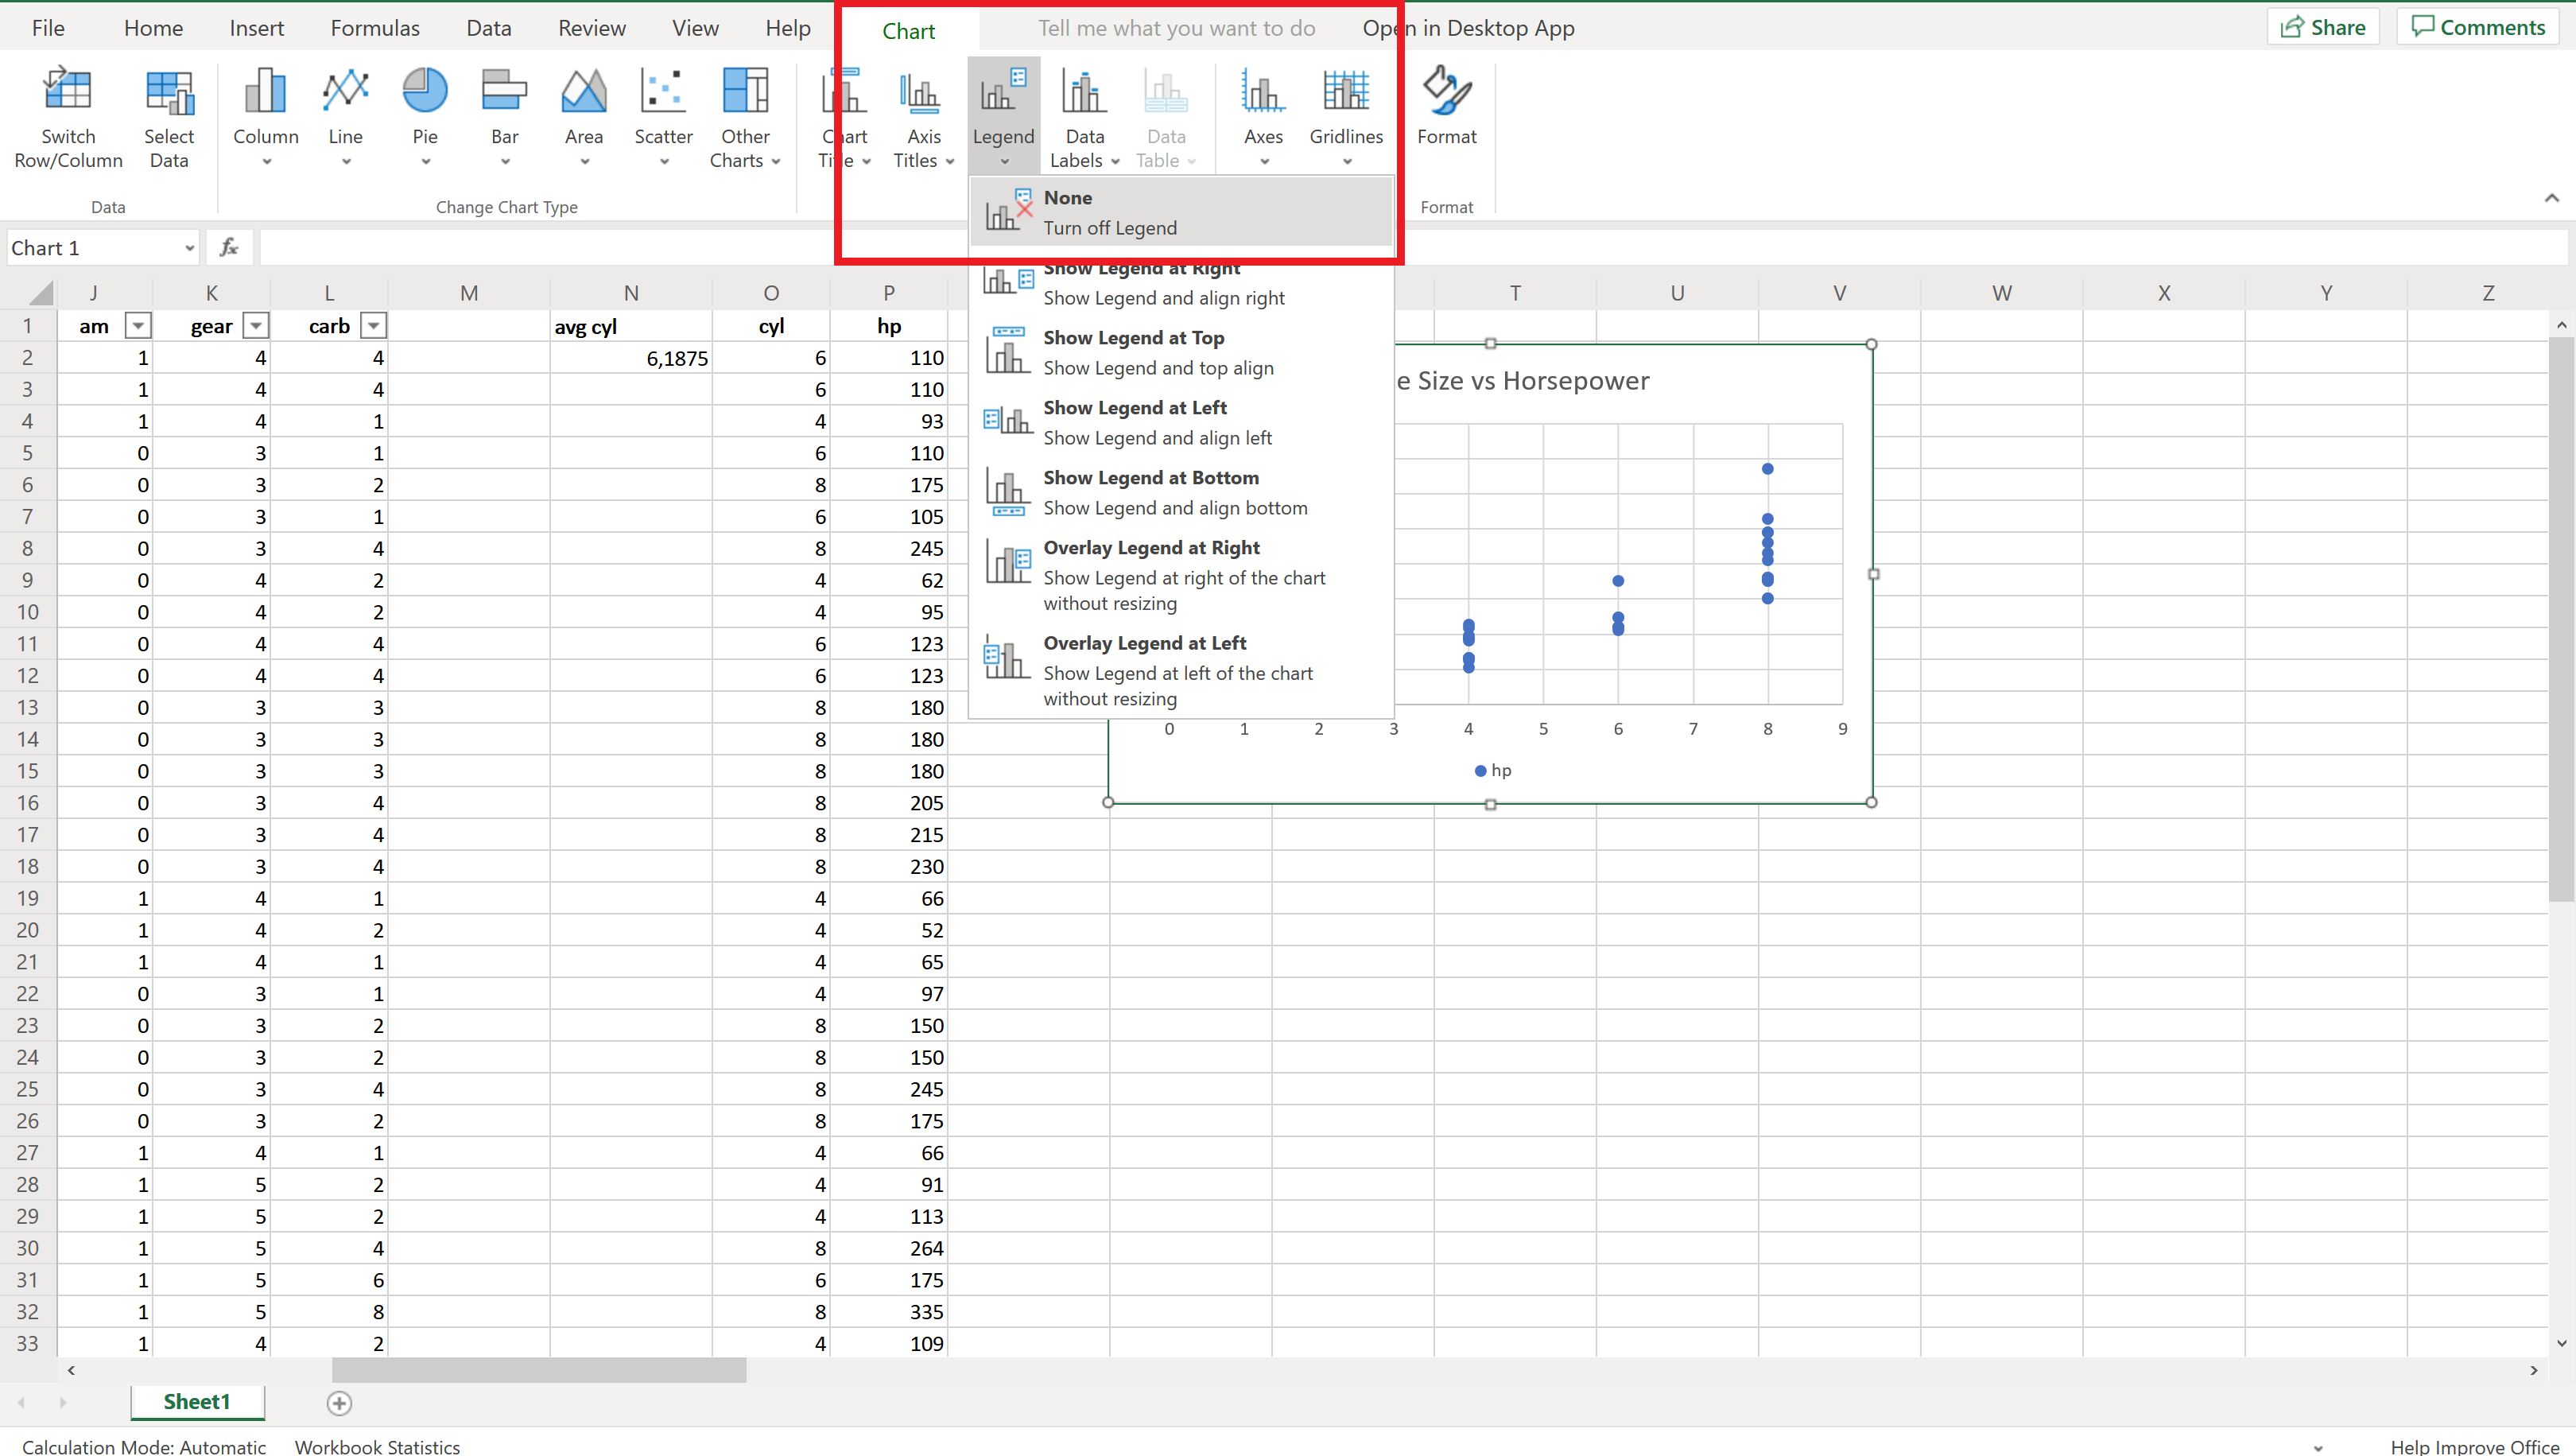 File Home Insert Formulas Data Review View Help Chart Tell me what you want to do Open in Desktop App Share Comments
Switch Row/Column
Select Data
Column
Line
Pie
Bar
Area
Scatter
Other Charts
Chart Title
Axis Titles
Legend
Data Labels
Data Table
Axes
Gridlines
Format
Data Change Chart Type Format
Chart 1 fx
None
Turn off Legend
Show Legend at Right
Show Legend and align right
Show Legend at Top
Show Legend and top align
Show Legend at Left
Show Legend and align left
Show Legend at Bottom
Show Legend and align bottom
Overlay Legend at Right
Show Legend at right of the chart
without resizing
Overlay Legend at Left
Show Legend at left of the chart
without resizing
J K L M N O P T U V W X Y Z
1 am gear carb avg cyl cyl hp
2 1 4 4 6,1875 6 110
3 1 4 4 6 110
4 1 4 1 4 93
5 0 3 1 6 110
6 0 3 2 8 175
7 0 3 1 6 105
8 0 3 4 8 245
9 0 4 2 4 62
10 0 4 2 4 95
11 0 4 4 6 123
12 0 4 4 6 123
13 0 3 3 8 180
14 0 3 3 8 180
15 0 3 3 8 180
16 0 3 4 8 205
17 0 3 4 8 215
18 0 3 4 8 230
19 1 4 1 4 66
20 1 4 2 4 52
21 1 4 1 4 65
22 0 3 1 4 97
23 0 3 2 8 150
24 0 3 2 8 150
25 0 3 4 8 245
26 0 3 2 8 175
27 1 4 1 4 66
28 1 5 2 4 91
29 1 5 2 4 113
30 1 5 4 8 264
31 1 5 6 6 175
32 1 5 8 8 335
33 1 4 2 4 109
e Size vs Horsepower
0 1 2 3 4 5 6 7 8 9
hp
Sheet1
Calculation Mode: Automatic Workbook Statistics Help Improve Office